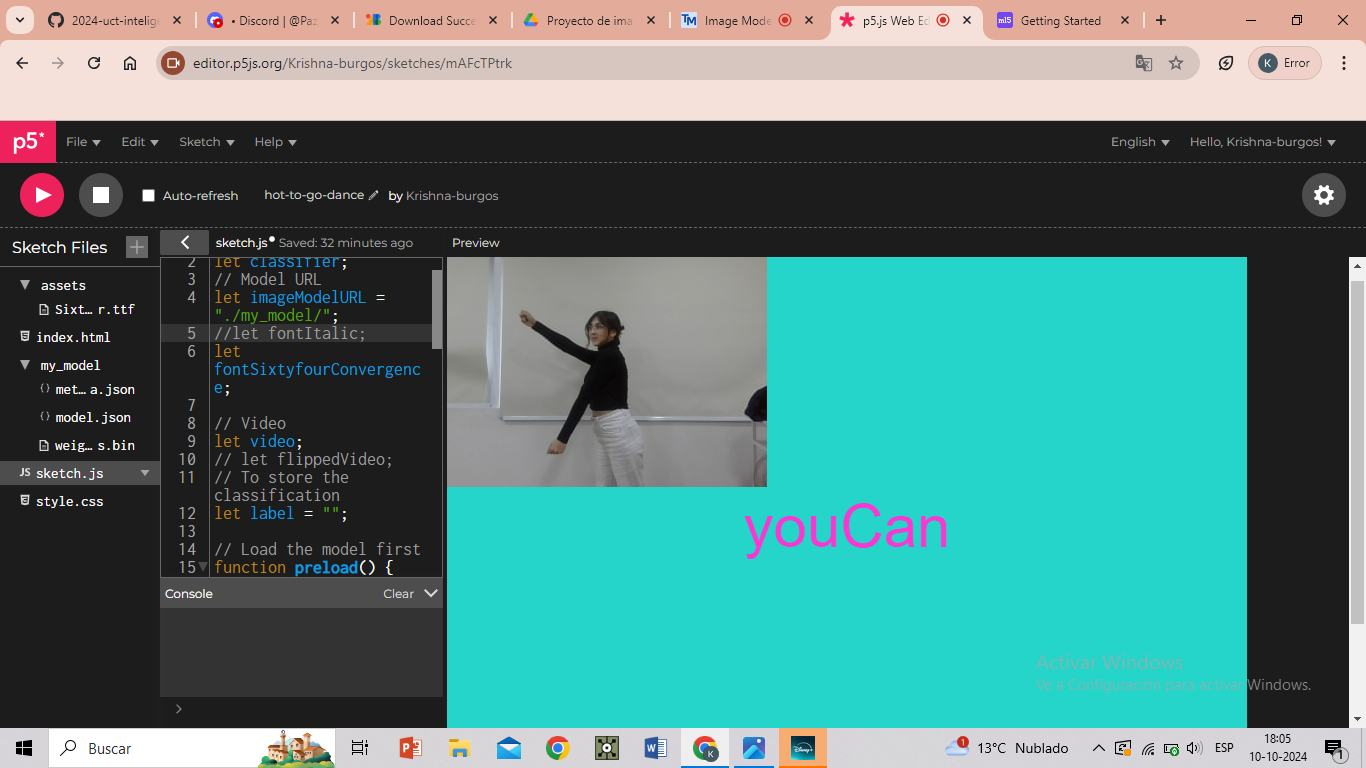 2024-uct-intelige
• Discord | @Paz
Download Succe
Proyecto de ima
TM Image Mode
p5.js Web Ed
m15 Getting Started
editor.p5js.org/Krishna-burgos/sketches/mAFcTPtrk
K Error
p5* File Edit Sketch Help English Hello, Krishna-burgos!
Auto-refresh hot-to-go-dance by Krishna-burgos
Sketch Files
assets
Sixt... r.ttf
index.html
my_model
met... a.json
model.json
weig... s.bin
JS sketch.js
style.css
sketch.js• Saved: 32 minutes ago
2 let classifier;
3 // Model URL
4 let imageModelURL =
"./my_model/";
5 //let fontItalic;
6 let
fontSixtyfourConvergenc
e;
7
8 // Video
9 let video;
10 // let flippedVideo;
11 // To store the
classification
12 let label = "";
13
14 // Load the model first
15 function preload() {
Console Clear
>
Preview
youCan
Activar Windows
Ve a Configuración para activar Windows.
Buscar
13°C Nublado
ESP
18:05
10-10-2024
1
1